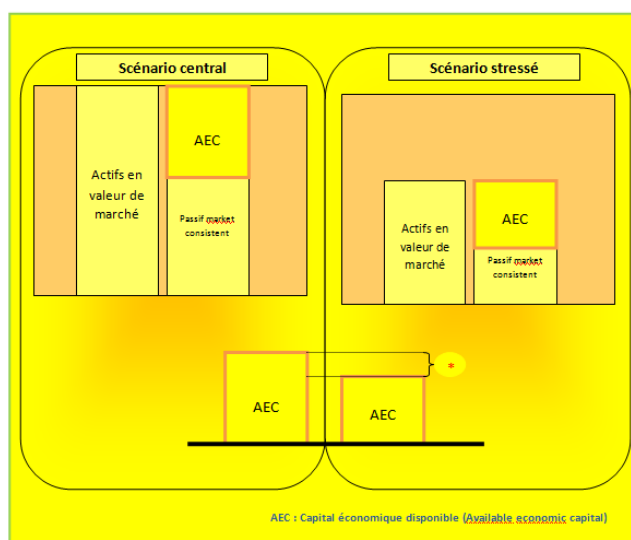 Scénario central
Scénario stressé
AEC
Actifs en
valeur de
marché
Passif market
consistent
AEC
Actifs en
valeur de
marché
Passif market
consistent
*
AEC
AEC
AEC : Capital économique disponible (Available economic capital)